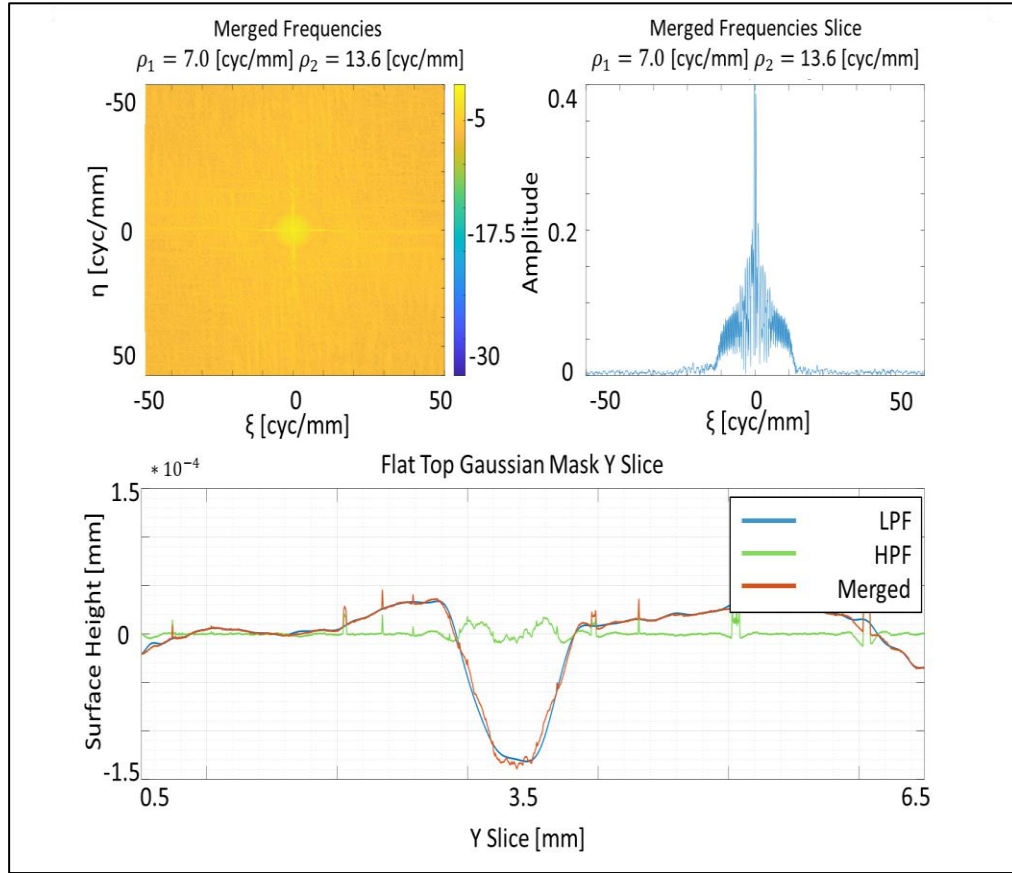 Merged Frequencies
ρ₁ = 7.0 [cyc/mm] ρ₂ = 13.6 [cyc/mm]
-50
0
50
η [cyc/mm]
-50
0
50
ξ [cyc/mm]
-5
-17.5
-30
Merged Frequencies Slice
ρ₁ = 7.0 [cyc/mm] ρ₂ = 13.6 [cyc/mm]
0.4
0.2
0
Amplitude
-50
0
50
ξ [cyc/mm]
Flat Top Gaussian Mask Y Slice
* 10⁻⁴
1.5
0
-1.5
Surface Height [mm]
LPF
HPF
Merged
0.5
3.5
6.5
Y Slice [mm]